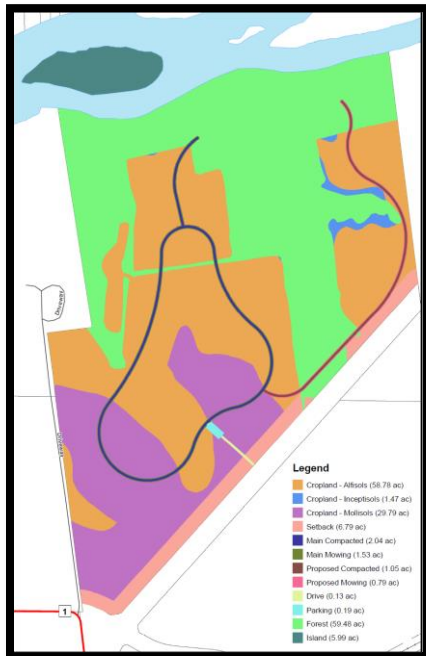 Driveway
1
Legend
Cropland - Alfisols (58.78 ac)
Cropland - Inceptisols (1.47 ac)
Cropland - Mollisols (29.79 ac)
Setback (6.79 ac)
Main Compacted (2.04 ac)
Main Mowing (1.53 ac)
Proposed Compacted (1.05 ac)
Proposed Mowing (0.79 ac)
Drive (0.13 ac)
Parking (0.19 ac)
Forest (59.48 ac)
Island (5.99 ac)